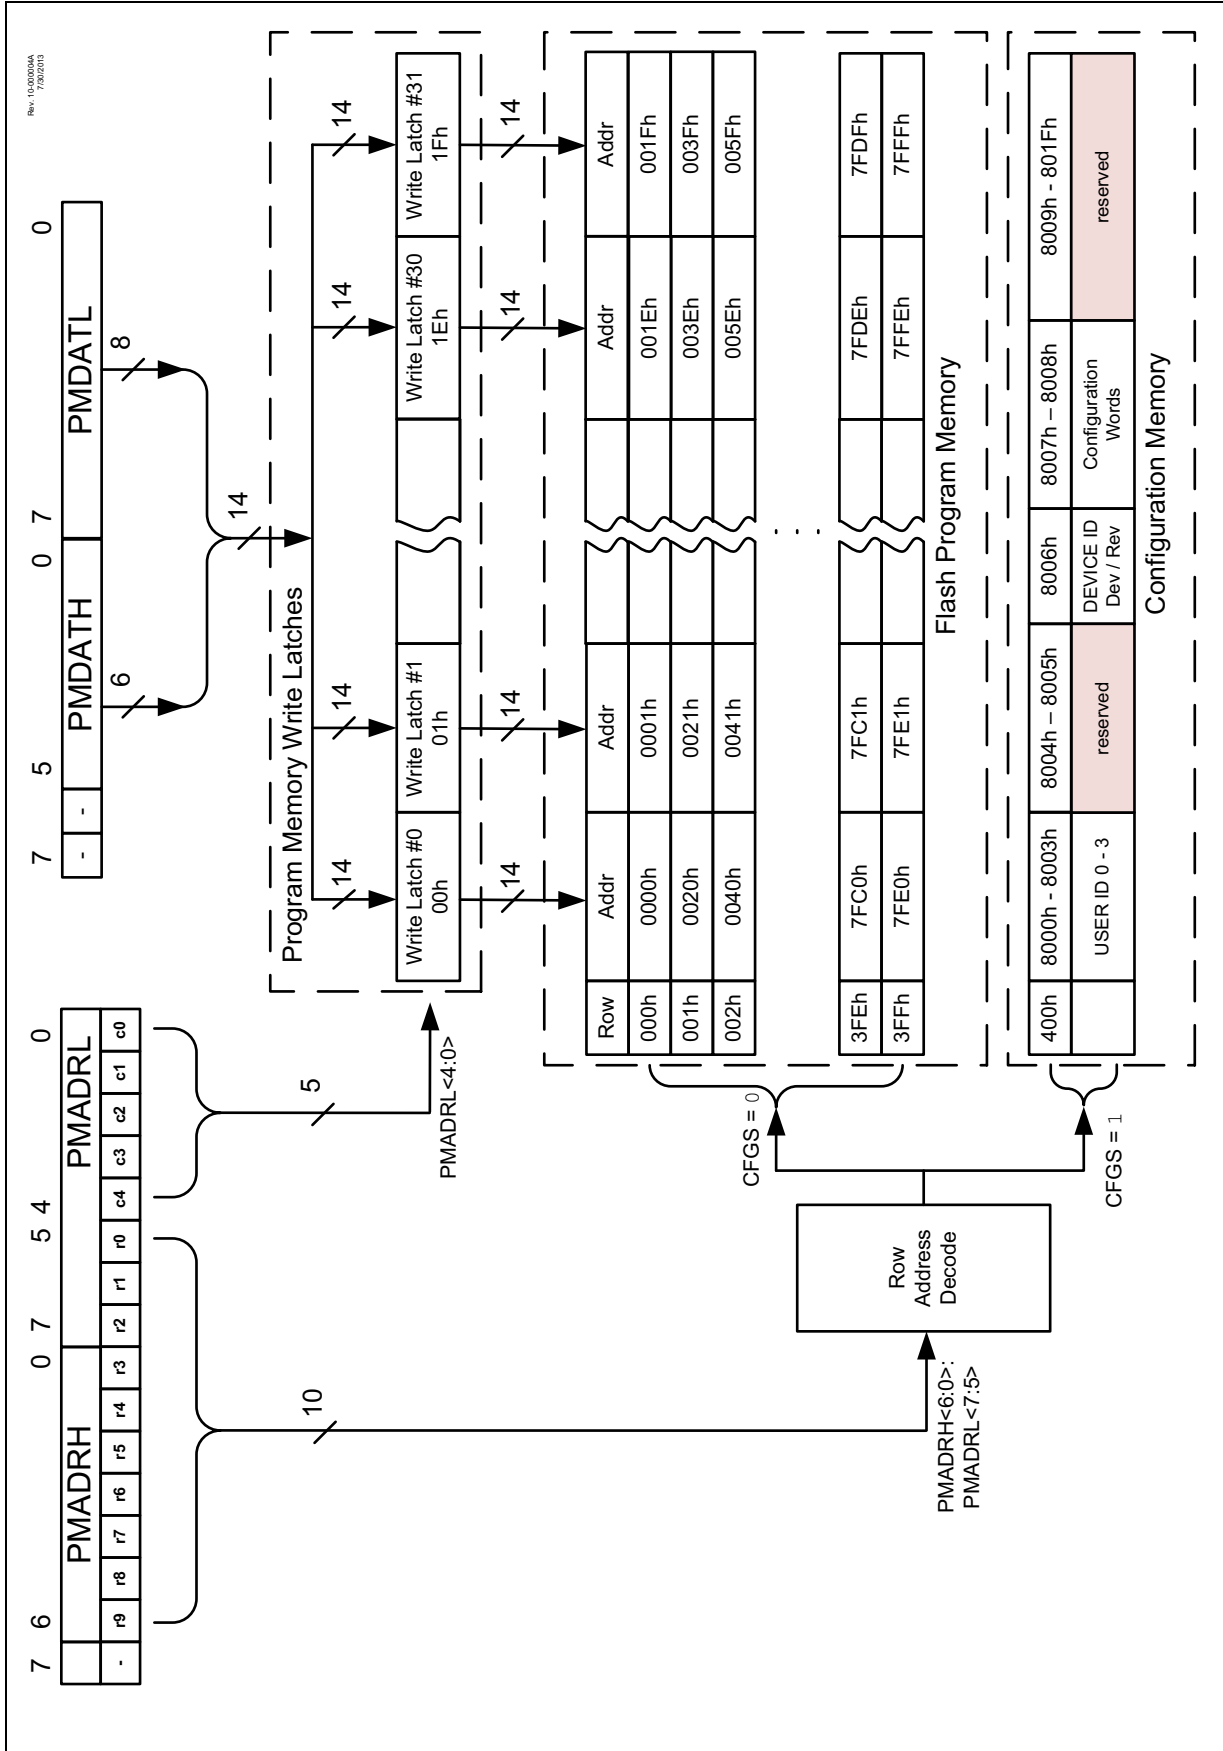 Rev. 10-000004A
7/30/2013
7 6 0 7 5 4 0
PMADRH PMADRL
- r9 r8 r7 r6 r5 r4 r3 r2 r1 r0 c4 c3 c2 c1 c0
7 5 0 7 0
- - PMDATH PMDATL
6 8
14
10
5
PMADRL<4:0>
Program Memory Write Latches
14 14 14 14
Write Latch #0 Write Latch #1 Write Latch #30 Write Latch #31
00h 01h 1Eh 1Fh
14 14 14 14
Row Addr Addr Addr Addr
000h 0000h 0001h 001Eh 001Fh
001h 0020h 0021h 003Eh 003Fh
002h 0040h 0041h 005Eh 005Fh
. . . .
3FEh 7FC0h 7FC1h 7FDEh 7FDFh
3FFh 7FE0h 7FE1h 7FFEh 7FFFh
Flash Program Memory
CFGS = 0
Row
Address
Decode
PMADRH<6:0>:
PMADRL<7:5>
CFGS = 1
400h 8000h - 8003h 8004h – 8005h 8006h 8007h – 8008h 8009h - 801Fh
USER ID 0 - 3 reserved DEVICE ID Configuration reserved
Dev / Rev Words
Configuration Memory